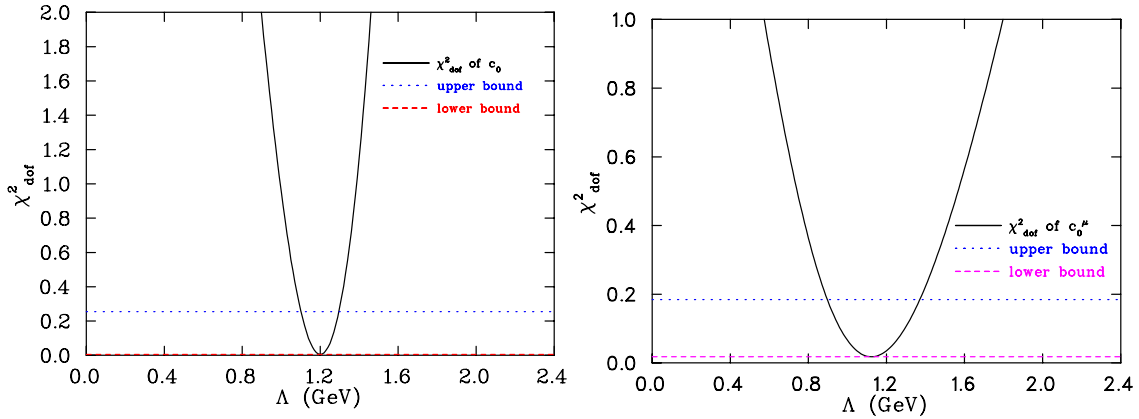 2.0
1.8
1.6
1.4
1.2
1.0
0.8
0.6
0.4
0.2
0.0
χ²dof
χ²dof of c₀
upper bound
lower bound
0.0 0.4 0.8 1.2 1.6 2.0 2.4
Λ (GeV)
1.0
0.8
0.6
0.4
0.2
0.0
χ²dof
χ²dof of c₀^μ
upper bound
lower bound
0.0 0.4 0.8 1.2 1.6 2.0 2.4
Λ (GeV)